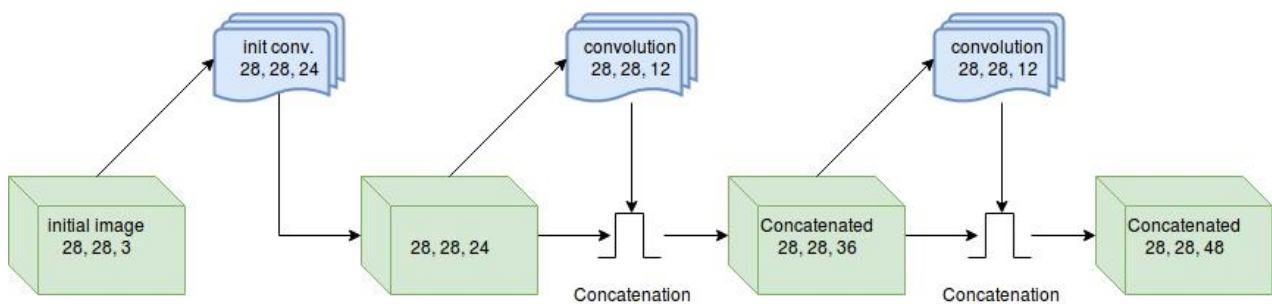 init conv.
28, 28, 24
convolution
28, 28, 12
convolution
28, 28, 12
initial image
28, 28, 3
28, 28, 24
Concatenated
28, 28, 36
Concatenated
28, 28, 48
Concatenation
Concatenation